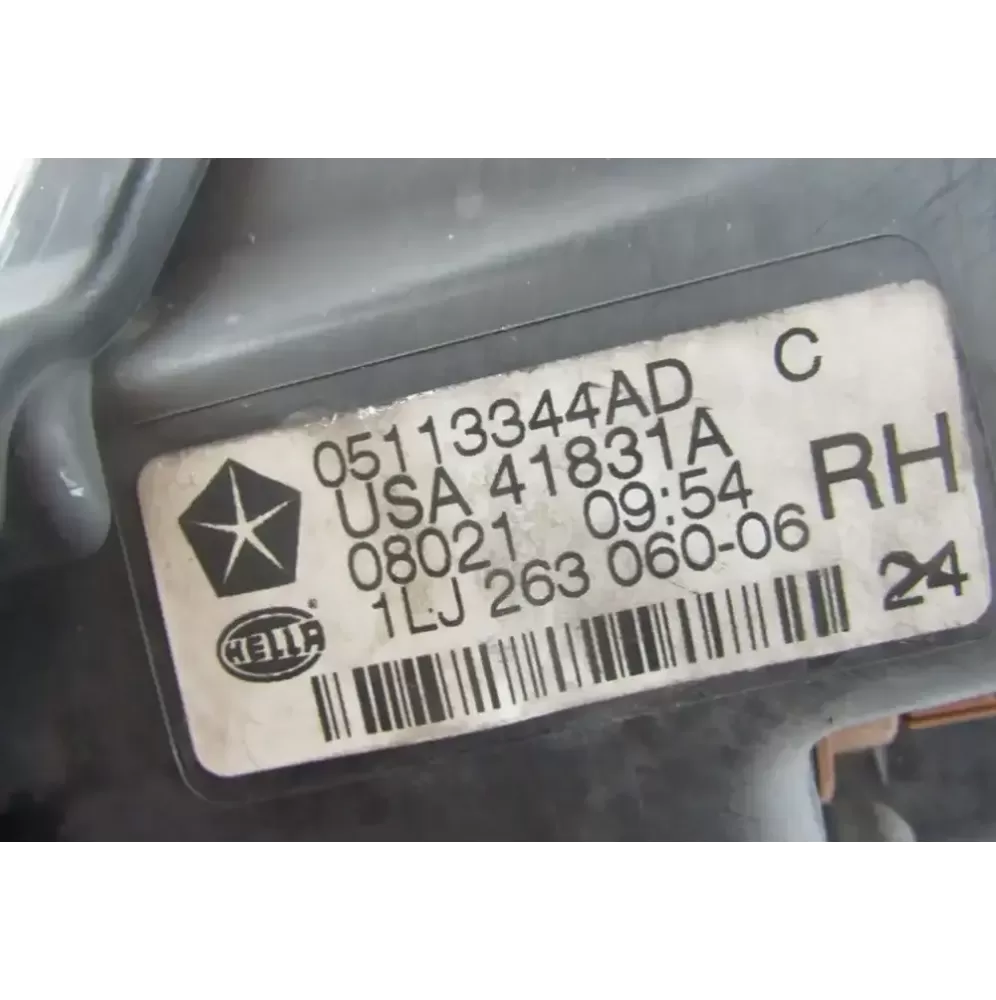 05113344AD C
USA 41831A
08021 09:54 RH
1LJ 263 060-06
24
HELLA®